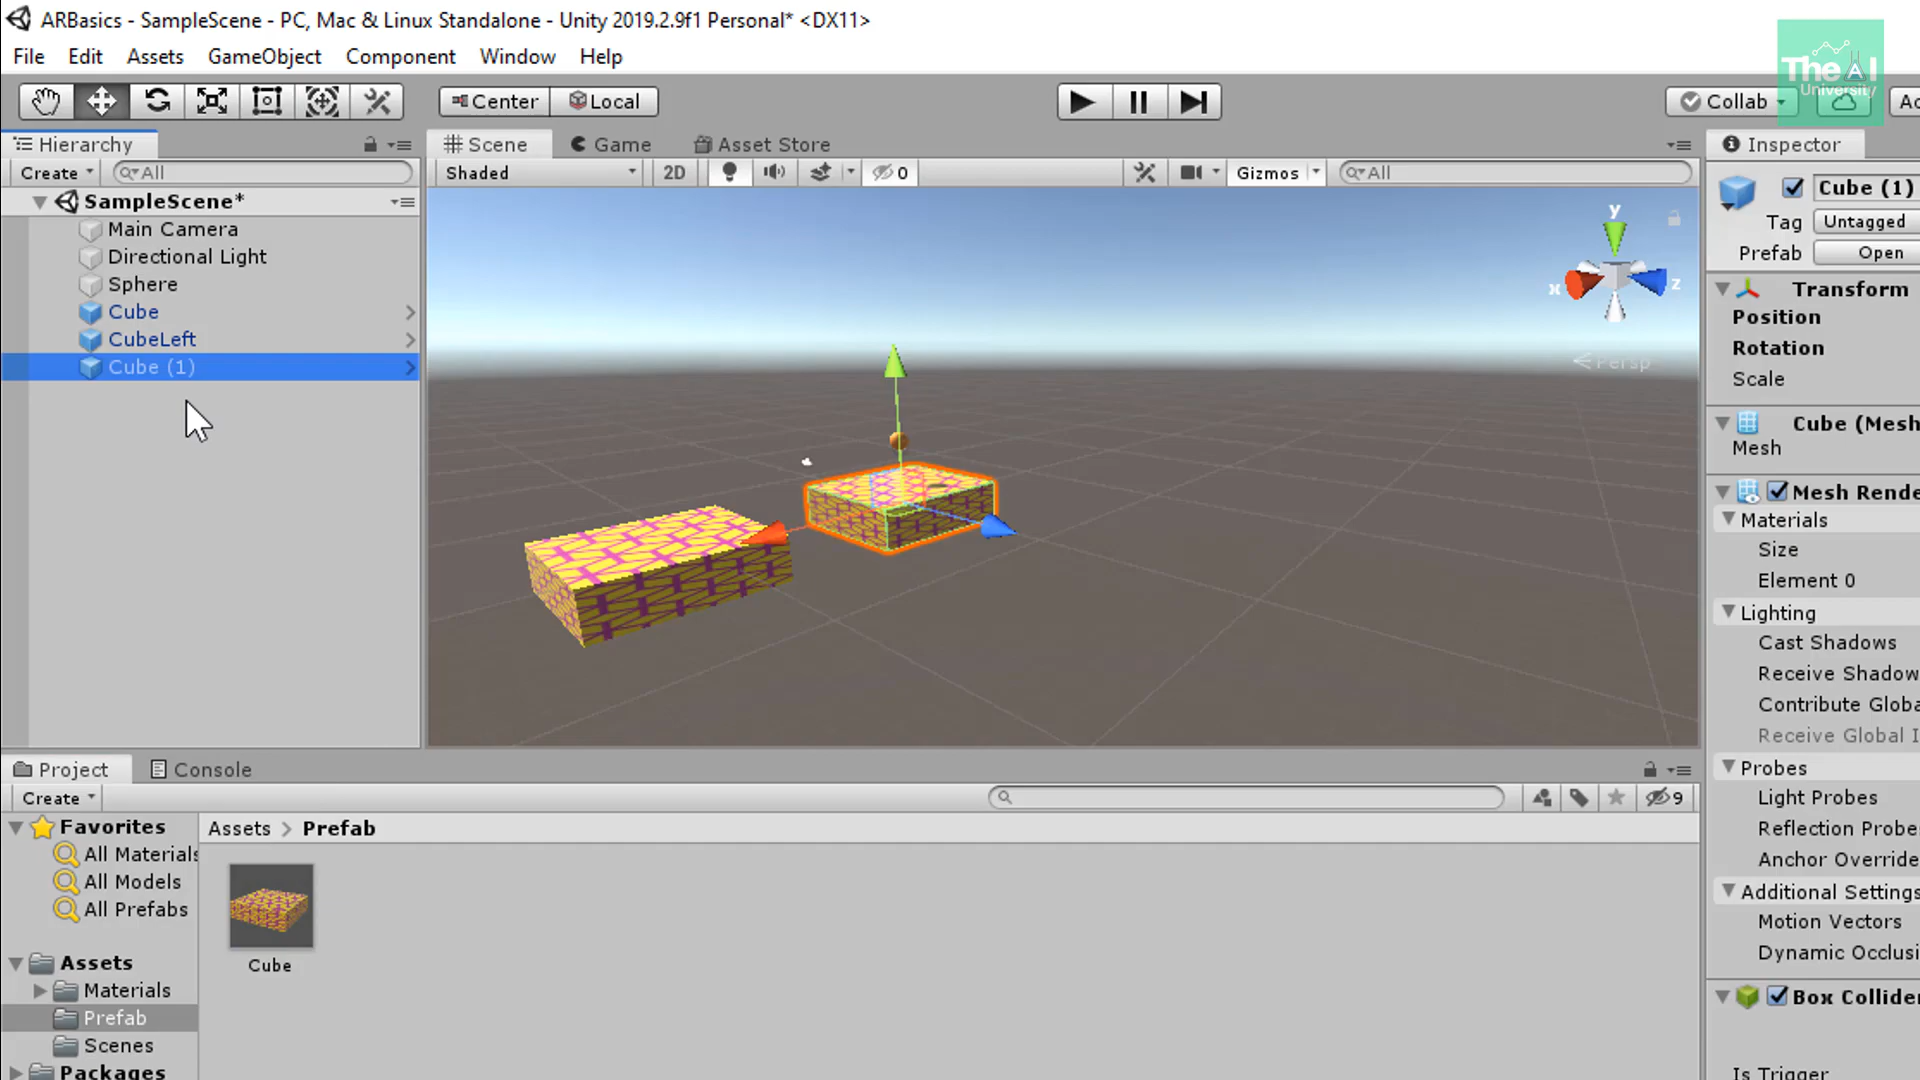 ARBasics - SampleScene - PC, Mac & Linux Standalone - Unity 2019.2.9f1 Personal* <DX11>
File Edit Assets GameObject Component Window Help
Center Local Collab Ac
The AI University
Hierarchy
Create All
SampleScene*
Main Camera
Directional Light
Sphere
Cube
CubeLeft
Cube (1)
Scene Game Asset Store
Shaded 2D 0 Gizmos All
y
x
z
Persp
Inspector
Cube (1)
Tag Untagged
Prefab Open
Transform
Position
Rotation
Scale
Cube (Mesh
Mesh
Mesh Rende
Materials
Size
Element 0
Lighting
Cast Shadows
Receive Shadow
Contribute Globa
Receive Global I
Probes
Light Probes
Reflection Probe
Anchor Override
Additional Settings
Motion Vectors
Dynamic Occlusi
Box Collider
Is Trigger
Project Console
Create 9
Favorites
All Materials
All Models
All Prefabs
Assets
Materials
Prefab
Scenes
Packages
Assets > Prefab
Cube